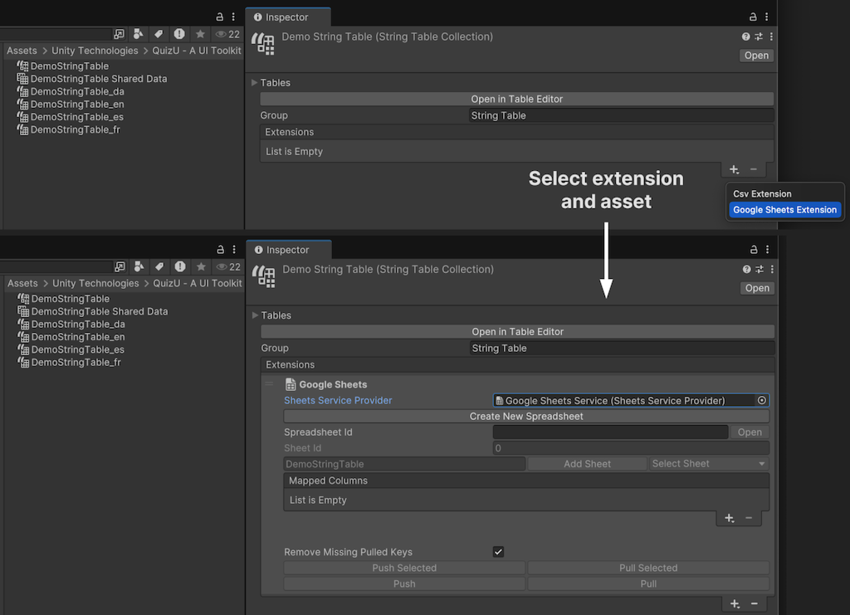 Inspector
22
Assets > Unity Technologies > QuizU - A UI Toolkit
Demo String Table (String Table Collection)
Open
DemoStringTable
DemoStringTable Shared Data
DemoStringTable_da
DemoStringTable_en
DemoStringTable_es
DemoStringTable_fr
Tables
Open in Table Editor
Group
String Table
Extensions
List is Empty
Csv Extension
Google Sheets Extension
Select extension
and asset
Inspector
22
Assets > Unity Technologies > QuizU - A UI Toolkit
Demo String Table (String Table Collection)
Open
DemoStringTable
DemoStringTable Shared Data
DemoStringTable_da
DemoStringTable_en
DemoStringTable_es
DemoStringTable_fr
Tables
Open in Table Editor
Group
String Table
Extensions
Google Sheets
Sheets Service Provider
Google Sheets Service (Sheets Service Provider)
Create New Spreadsheet
Spreadsheet Id
Open
Sheet Id
0
DemoStringTable
Add Sheet
Select Sheet
Mapped Columns
List is Empty
Remove Missing Pulled Keys
Push Selected
Pull Selected
Push
Pull